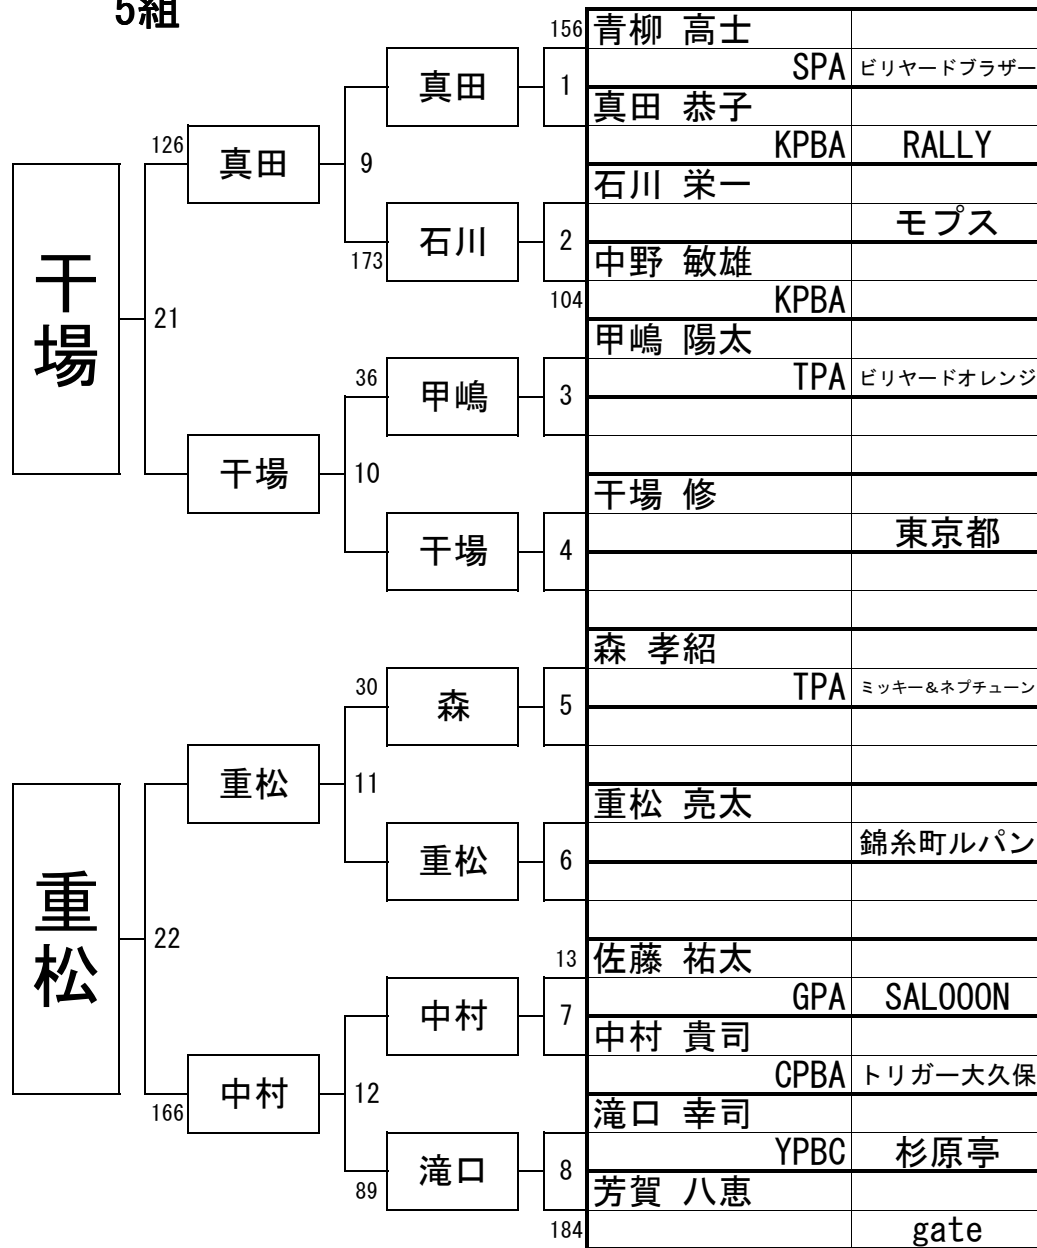 5組
156 青柳 高士
真田 1 SPA ビリヤードブラザー
真田 恭子
126 真田 9 KPBA RALLY
石川 栄一
石川 2 モプス
173 中野 敏雄
104 KPBA
干場 21
甲嶋 陽太
36 甲嶋 3 TPA ビリヤードオレンジ
干場 10
干場 修
干場 4 東京都
森 孝紹
30 森 5 TPA ミッキー&ネプチューン
重松 11
重松 亮太
重松 6 錦糸町ルパン
重松 22
13 佐藤 祐太
中村 7 GPA SALOOON
中村 貴司
中村 12 CPBA トリガー大久保
166 滝口 幸司
滝口 8 YPBC 杉原亭
89 芳賀 八恵
184 gate